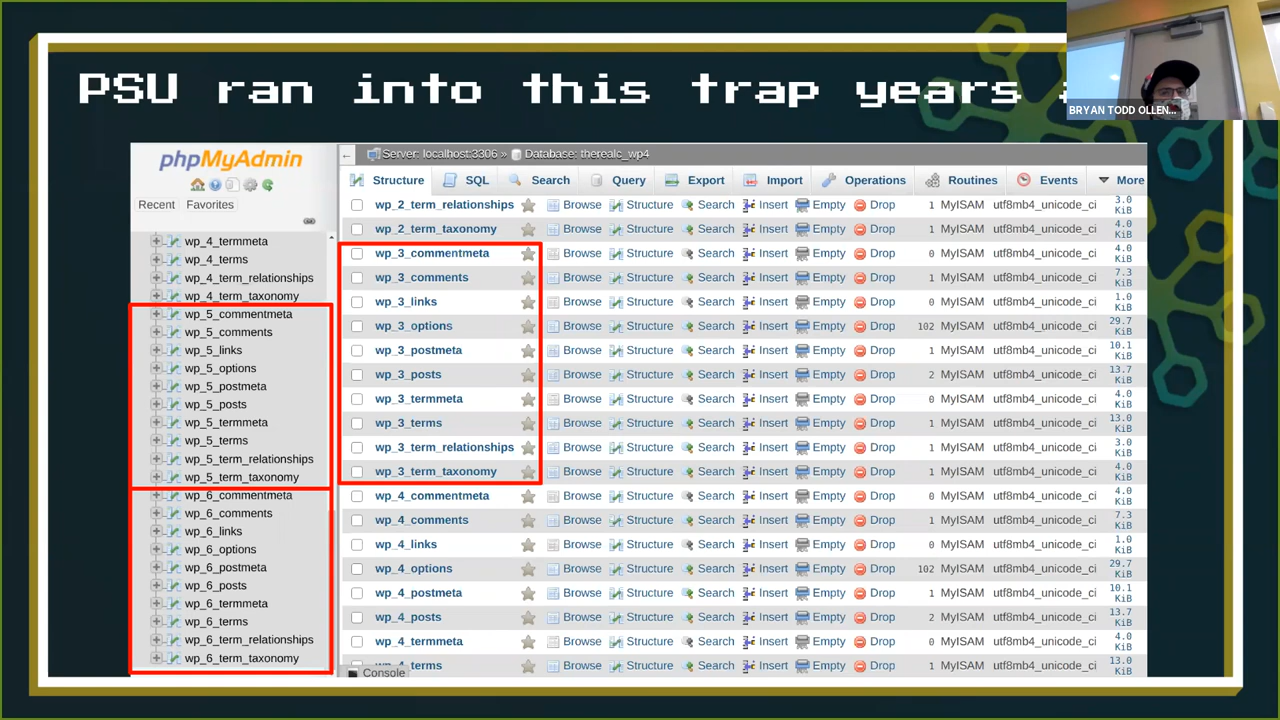 PSU ran into this trap years
BRYAN TODD OLLEN...
phpMyAdmin
Recent Favorites
wp_4_termmeta
wp_4_terms
wp_4_term_relationships
wp_4_term_taxonomy
wp_5_commentmeta
wp_5_comments
wp_5_links
wp_5_options
wp_5_postmeta
wp_5_posts
wp_5_termmeta
wp_5_terms
wp_5_term_relationships
wp_5_term_taxonomy
wp_6_commentmeta
wp_6_comments
wp_6_links
wp_6_options
wp_6_postmeta
wp_6_posts
wp_6_termmeta
wp_6_terms
wp_6_term_relationships
wp_6_term_taxonomy
← Server: localhost:3306 » Database: therealc_wp4
Structure SQL Search Query Export Import Operations Routines Events More
wp_2_term_relationships Browse Structure Search Insert Empty Drop 1 MyISAM utf8mb4_unicode_ci 3.0 KiB
wp_2_term_taxonomy Browse Structure Search Insert Empty Drop 1 MyISAM utf8mb4_unicode_ci 4.0 KiB
wp_3_commentmeta Browse Structure Search Insert Empty Drop 0 MyISAM utf8mb4_unicode_ci 4.0 KiB
wp_3_comments Browse Structure Search Insert Empty Drop 1 MyISAM utf8mb4_unicode_ci 7.3 KiB
wp_3_links Browse Structure Search Insert Empty Drop 0 MyISAM utf8mb4_unicode_ci 1.0 KiB
wp_3_options Browse Structure Search Insert Empty Drop 102 MyISAM utf8mb4_unicode_ci 29.7 KiB
wp_3_postmeta Browse Structure Search Insert Empty Drop 1 MyISAM utf8mb4_unicode_ci 10.1 KiB
wp_3_posts Browse Structure Search Insert Empty Drop 2 MyISAM utf8mb4_unicode_ci 13.7 KiB
wp_3_termmeta Browse Structure Search Insert Empty Drop 0 MyISAM utf8mb4_unicode_ci 4.0 KiB
wp_3_terms Browse Structure Search Insert Empty Drop 1 MyISAM utf8mb4_unicode_ci 13.0 KiB
wp_3_term_relationships Browse Structure Search Insert Empty Drop 1 MyISAM utf8mb4_unicode_ci 3.0 KiB
wp_3_term_taxonomy Browse Structure Search Insert Empty Drop 1 MyISAM utf8mb4_unicode_ci 4.0 KiB
wp_4_commentmeta Browse Structure Search Insert Empty Drop 0 MyISAM utf8mb4_unicode_ci 4.0 KiB
wp_4_comments Browse Structure Search Insert Empty Drop 1 MyISAM utf8mb4_unicode_ci 7.3 KiB
wp_4_links Browse Structure Search Insert Empty Drop 0 MyISAM utf8mb4_unicode_ci 1.0 KiB
wp_4_options Browse Structure Search Insert Empty Drop 102 MyISAM utf8mb4_unicode_ci 29.7 KiB
wp_4_postmeta Browse Structure Search Insert Empty Drop 1 MyISAM utf8mb4_unicode_ci 10.1 KiB
wp_4_posts Browse Structure Search Insert Empty Drop 2 MyISAM utf8mb4_unicode_ci 13.7 KiB
wp_4_termmeta Browse Structure Search Insert Empty Drop 0 MyISAM utf8mb4_unicode_ci 4.0 KiB
wp_4_terms Browse Structure Search Insert Empty Drop 1 MyISAM utf8mb4_unicode_ci 13.0 KiB
Console